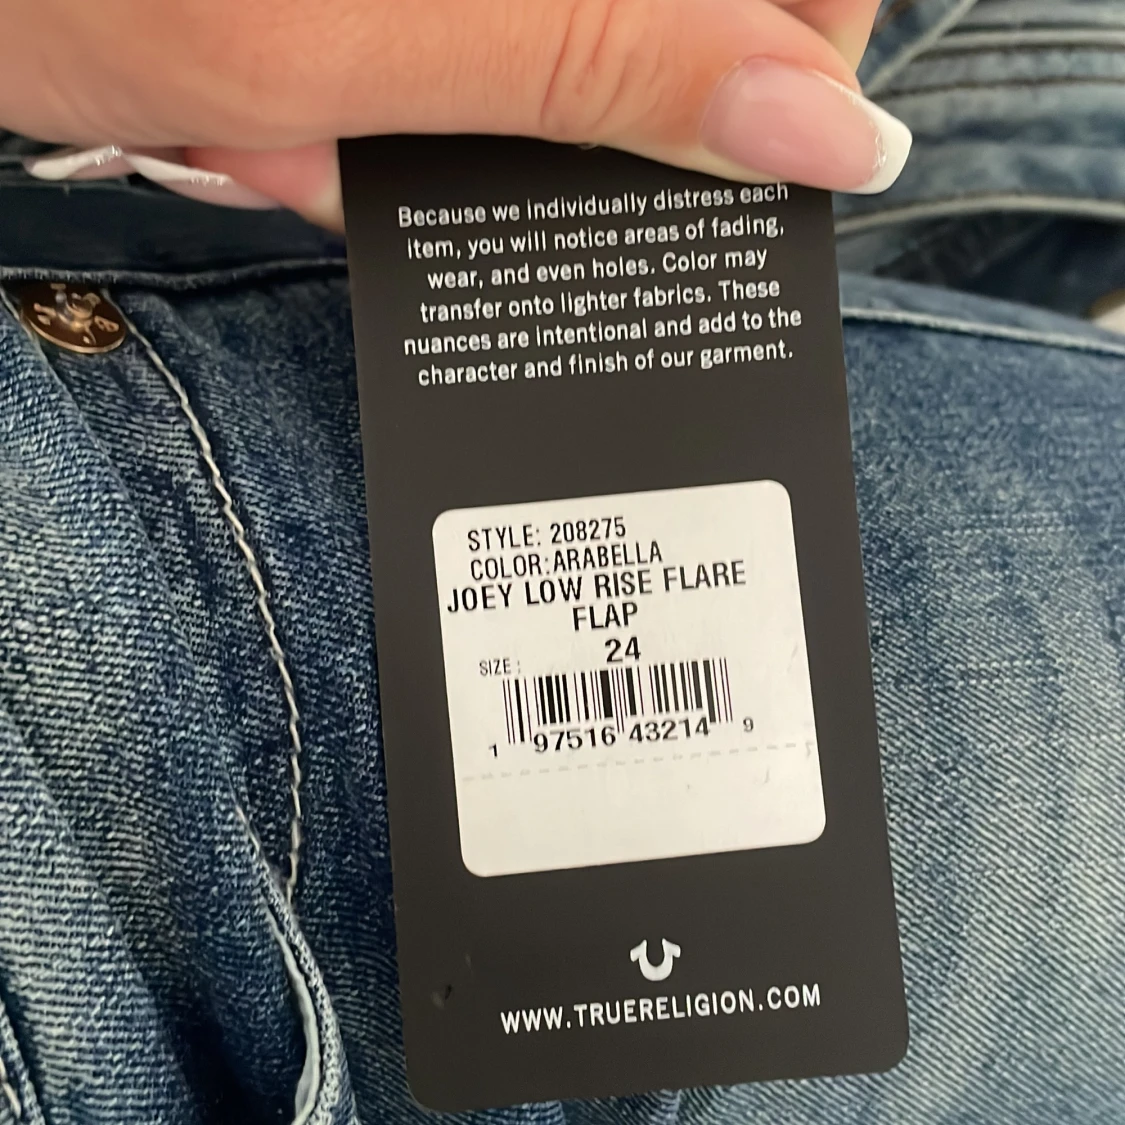 Because we individually distress each
item, you will notice areas of fading,
wear, and even holes. Color may
transfer onto lighter fabrics. These
nuances are intentional and add to the
character and finish of our garment.
STYLE: 208275
COLOR:ARABELLA
JOEY LOW RISE FLARE
FLAP
SIZE: 24
1 97516 43214 9
WWW.TRUERELIGION.COM